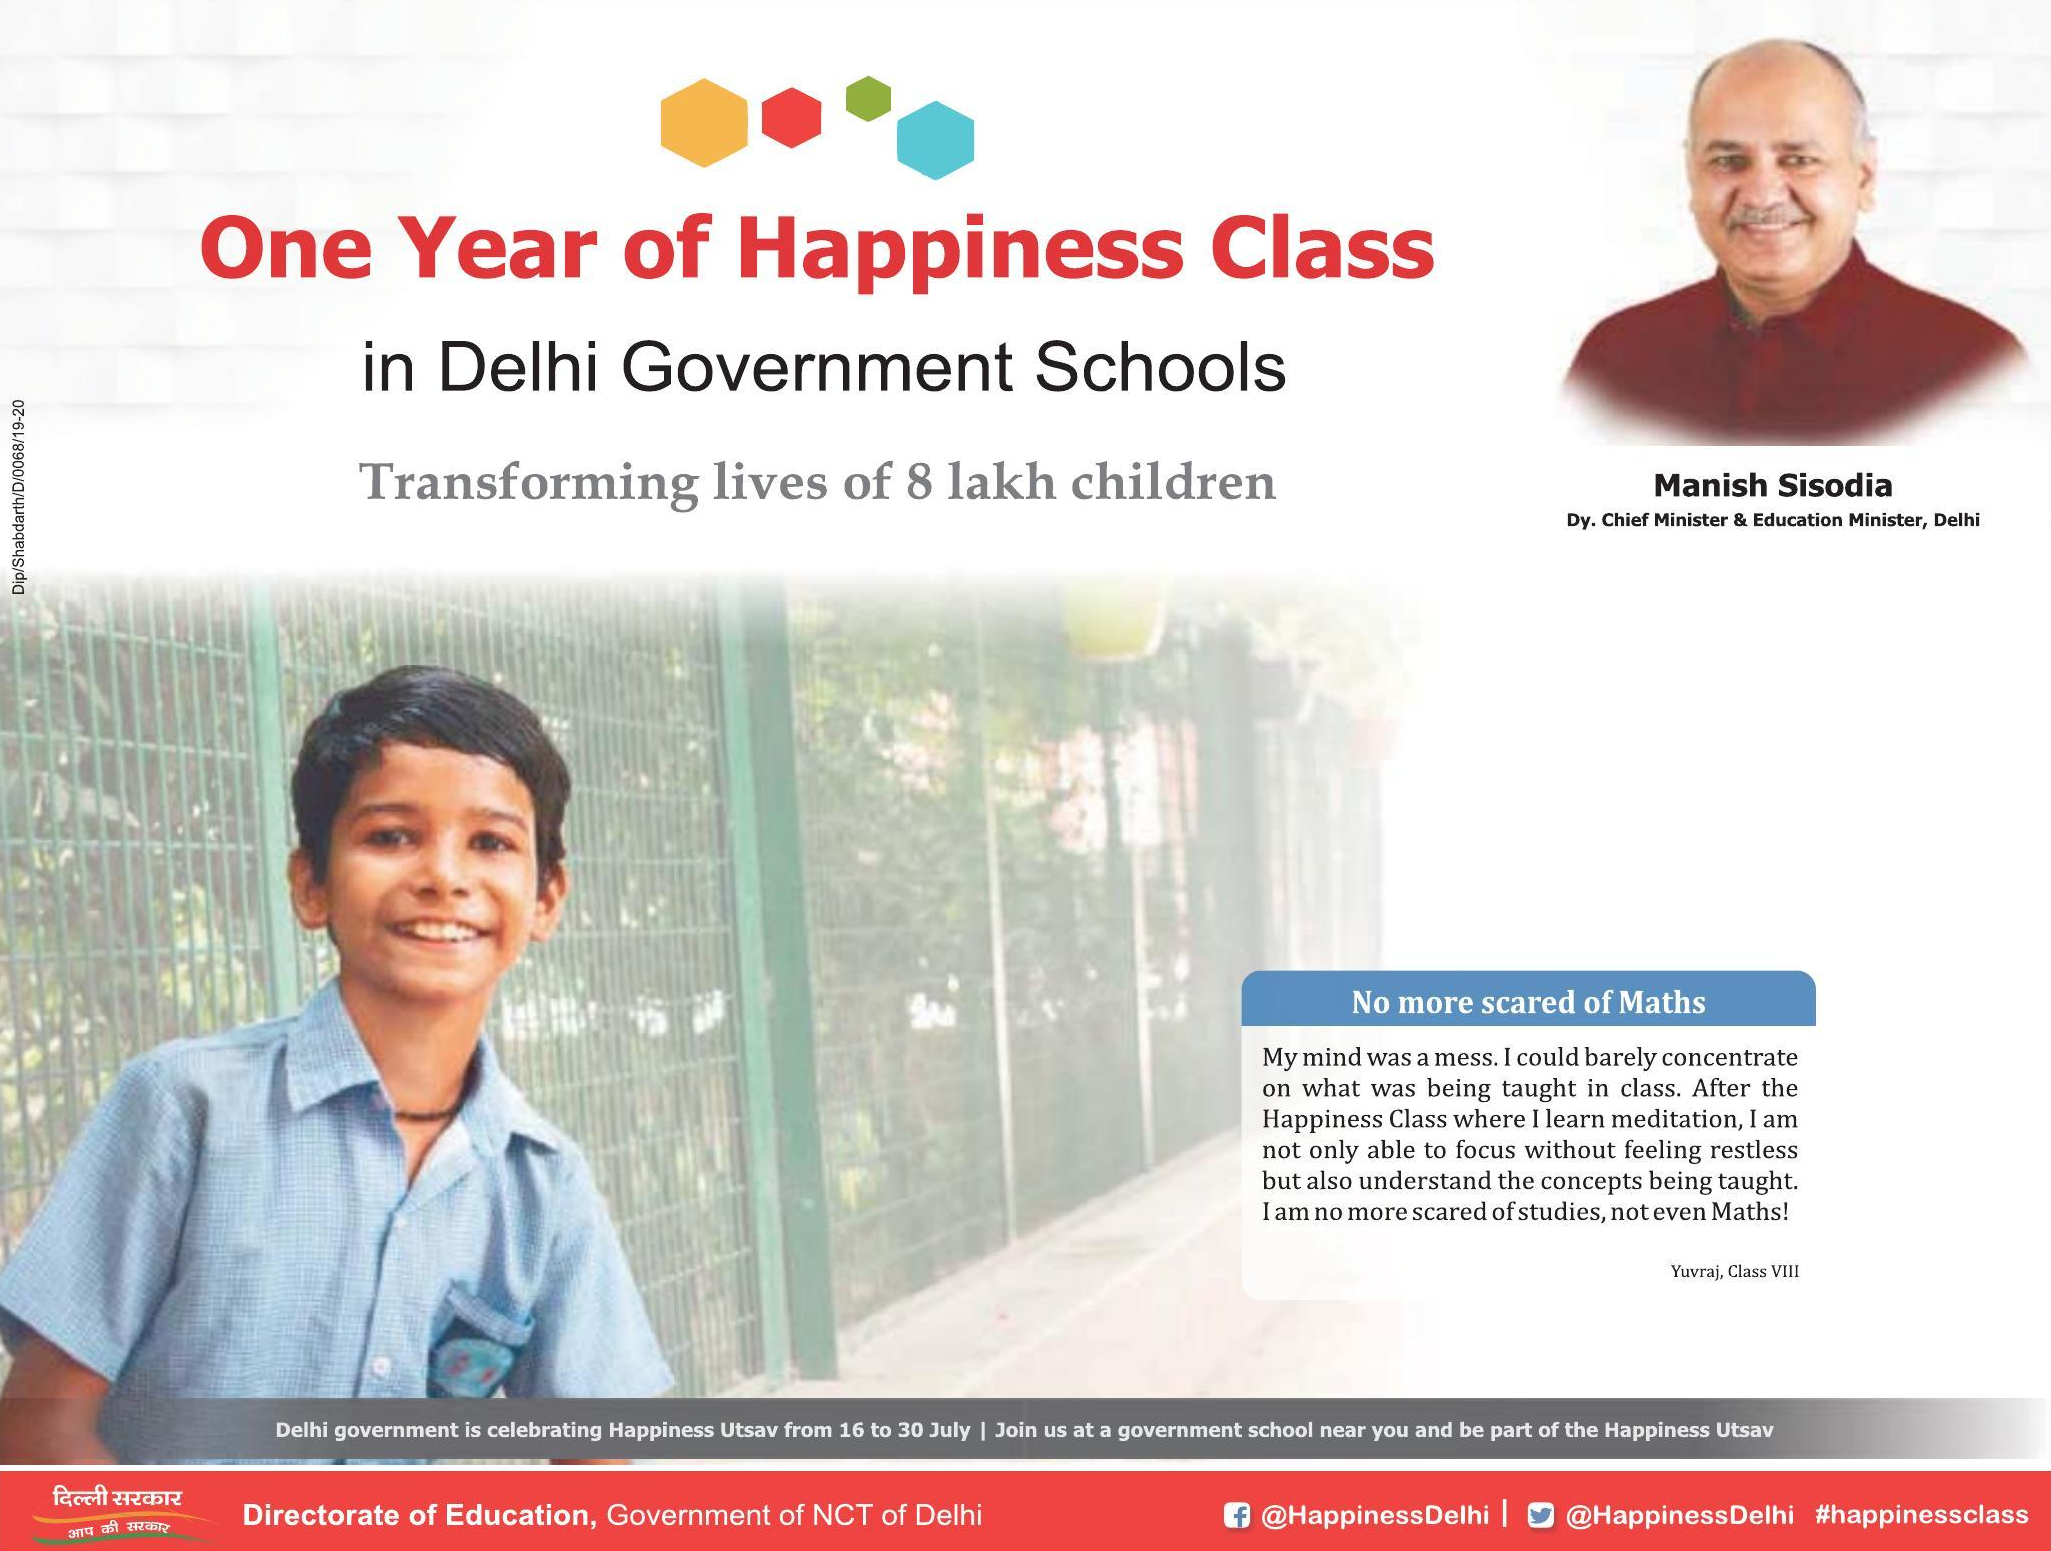 One Year of Happiness Class
in Delhi Government Schools
Transforming lives of 8 lakh children
Manish Sisodia
Dy. Chief Minister & Education Minister, Delhi
Dip/Shabdarth/D/0068/19-20
No more scared of Maths
My mind was a mess. I could barely concentrate
on what was being taught in class. After the
Happiness Class where I learn meditation, I am
not only able to focus without feeling restless
but also understand the concepts being taught.
I am no more scared of studies, not even Maths!
Yuvraj, Class VIII
Delhi government is celebrating Happiness Utsav from 16 to 30 July | Join us at a government school near you and be part of the Happiness Utsav
दिल्ली सरकार
आप की सरकार
Directorate of Education, Government of NCT of Delhi
@HappinessDelhi | @HappinessDelhi #happinessclass